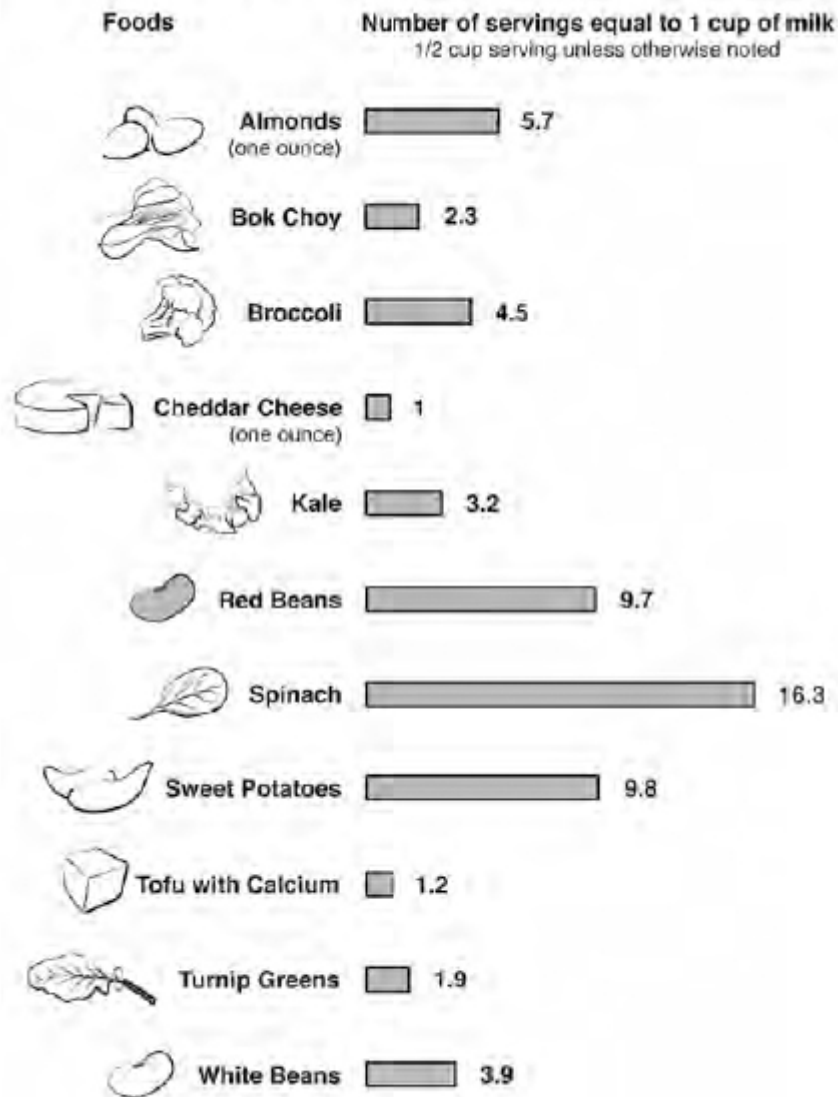 Foods Number of servings equal to 1 cup of milk
1/2 cup serving unless otherwise noted
Almonds 5.7
(one ounce)
Bok Choy 2.3
Broccoli 4.5
Cheddar Cheese 1
(one ounce)
Kale 3.2
Red Beans 9.7
Spinach 16.3
Sweet Potatoes 9.8
Tofu with Calcium 1.2
Turnip Greens 1.9
White Beans 3.9